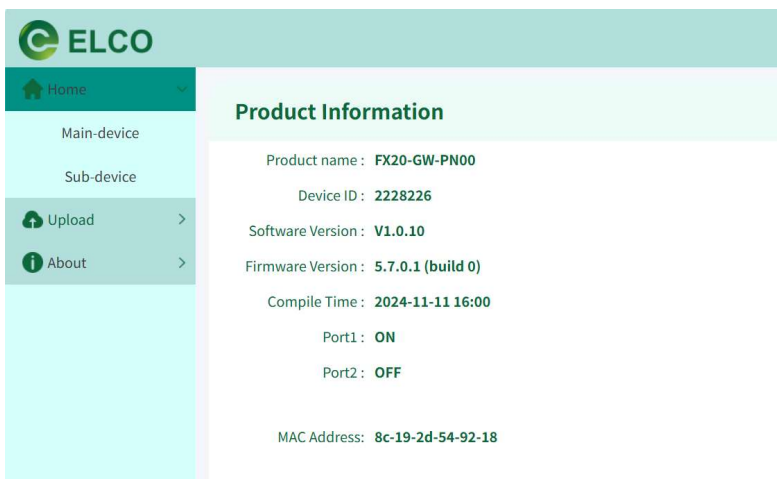 ELCO
Home
Main-device
Sub-device
Upload
About
Product Information
Product name : FX20-GW-PN00
Device ID : 2228226
Software Version : V1.0.10
Firmware Version : 5.7.0.1 (build 0)
Compile Time : 2024-11-11 16:00
Port1 : ON
Port2 : OFF
MAC Address: 8c-19-2d-54-92-18